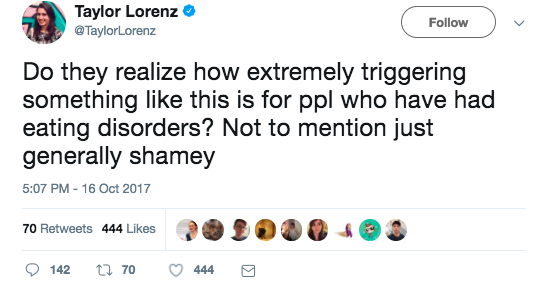 Taylor Lorenz
@TaylorLorenz
Follow
Do they realize how extremely triggering
something like this is for ppl who have had
eating disorders? Not to mention just
generally shamey
5:07 PM - 16 Oct 2017
70 Retweets 444 Likes
142 70 444